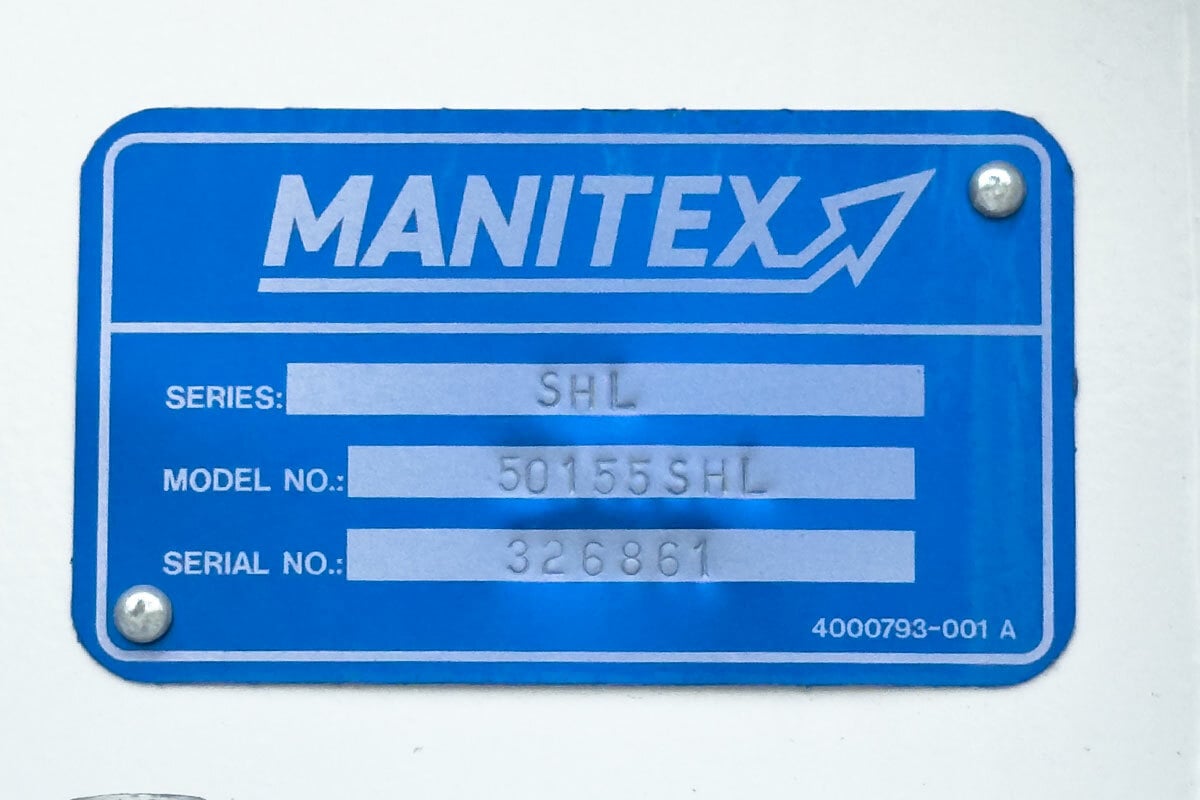 MANITEX
SERIES: SHL
MODEL NO.: 50155SHL
SERIAL NO.: 326861
4000793-001 A